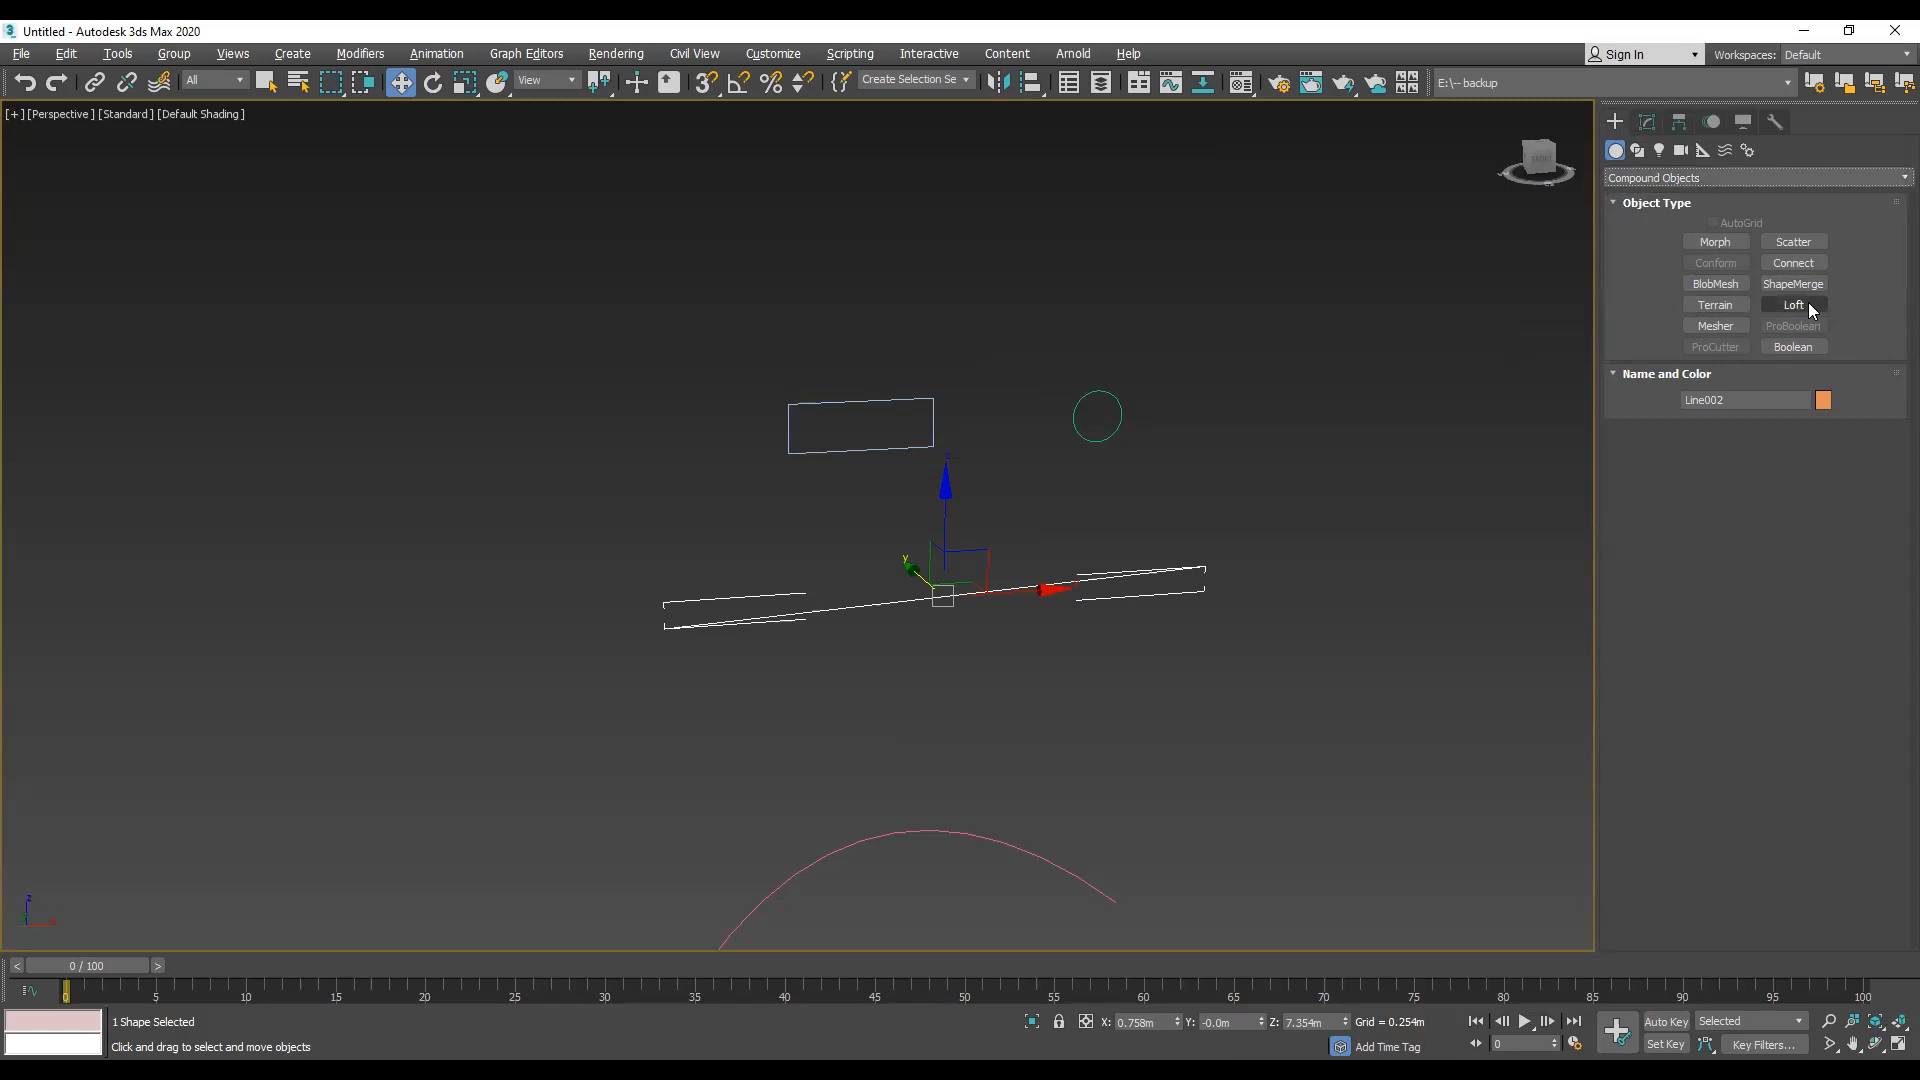 Untitled - Autodesk 3ds Max 2020
File Edit Tools Group Views Create Modifiers Animation Graph Editors Rendering Civil View Customize Scripting Interactive Content Arnold Help
Sign In Workspaces: Default
All View Create Selection Se E:\-- backup
[+] [Perspective ] [Standard ] [Default Shading ]
Compound Objects
Object Type
AutoGrid
Morph Scatter
Conform Connect
BlobMesh ShapeMerge
Terrain Loft
Mesher ProBoolean
ProCutter Boolean
Name and Color
Line002
y
z
x
< 0 / 100 >
0 5 10 15 20 25 30 35 40 45 50 55 60 65 70 75 80 85 90 95 100
1 Shape Selected X: 0.758m Y: -0.0m Z: 7.354m Grid = 0.254m Auto Key Selected
Click and drag to select and move objects Add Time Tag 0 Set Key Key Filters...